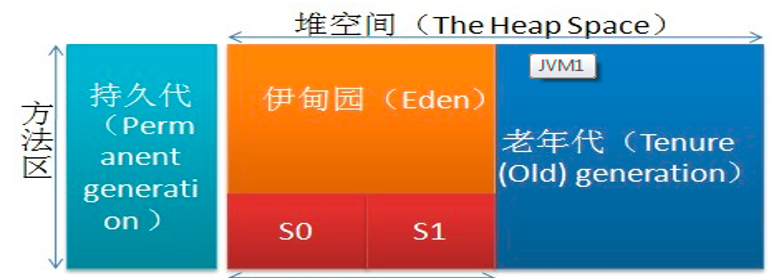 堆空间（The Heap Space）
方法区
持久代
（Perm
anent
generati
on ）
伊甸园（Eden）
S0
S1
JVM1
老年代（Tenure
(Old) generation）